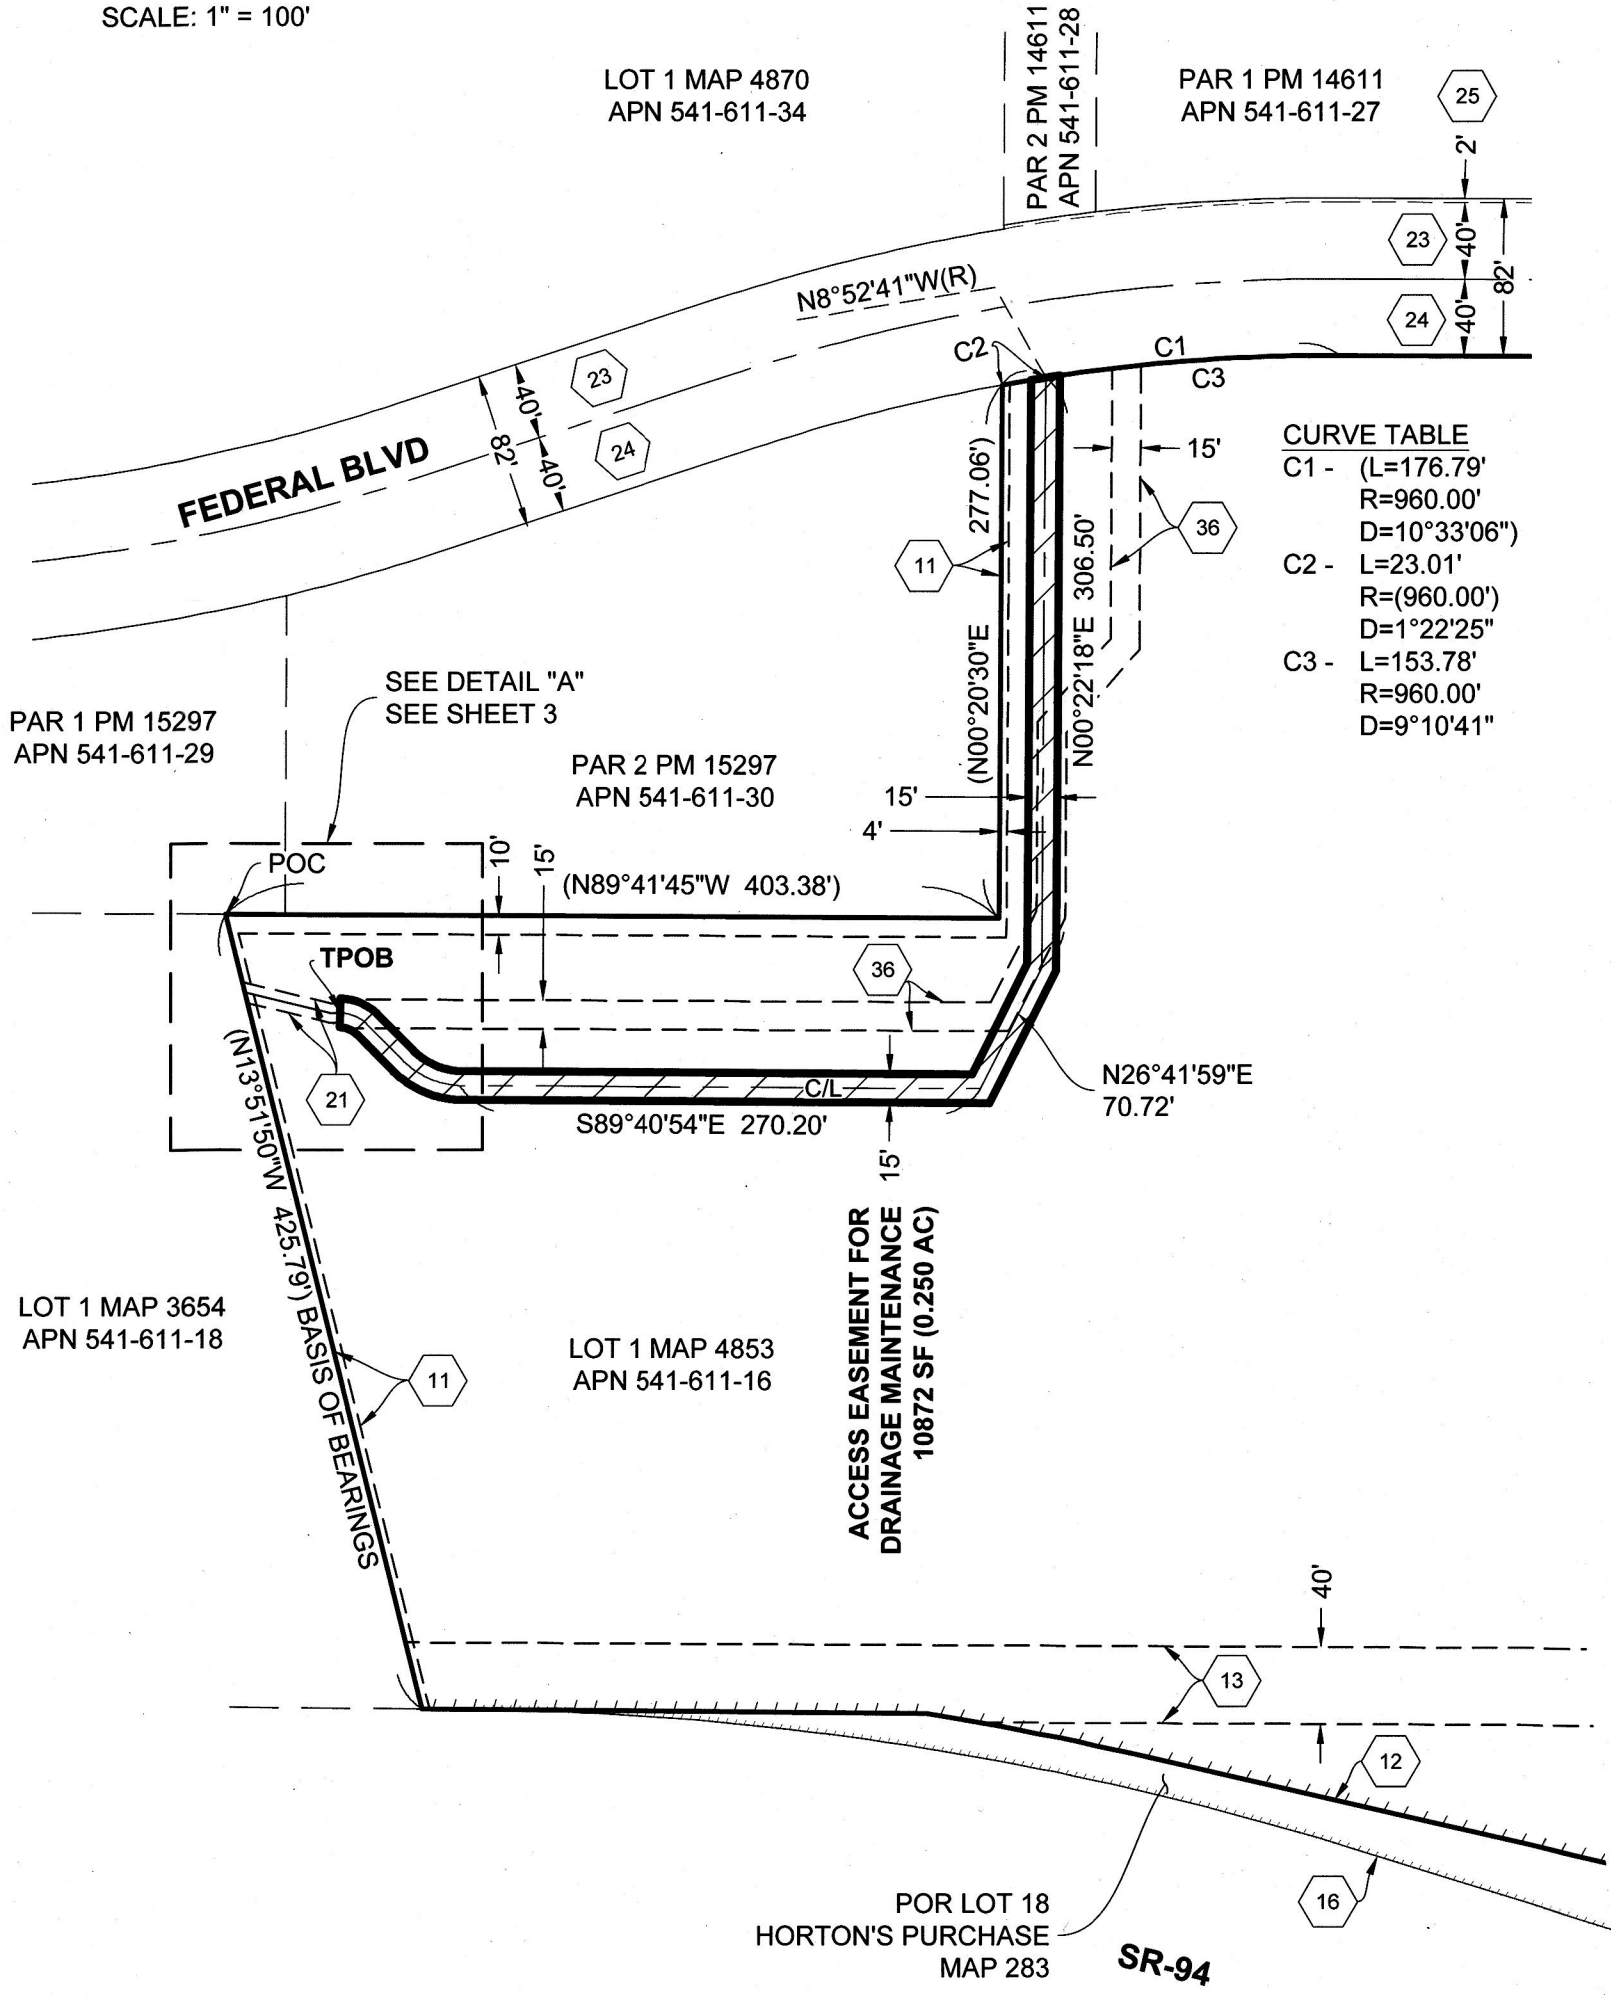 SCALE: 1" = 100'
LOT 1 MAP 4870
APN 541-611-34
PAR 2 PM 14611
APN 541-611-28
PAR 1 PM 14611
APN 541-611-27
25
2'
23
40'
82'
24
40'
N8°52'41"W(R)
C2
C1
C3
23
40'
82'
24
40'
FEDERAL BLVD
CURVE TABLE
C1 - (L=176.79'
R=960.00'
D=10°33'06")
C2 - L=23.01'
R=(960.00')
D=1°22'25"
C3 - L=153.78'
R=960.00'
D=9°10'41"
15'
36
11
(N00°20'30"E 277.06')
N00°22'18"E 306.50'
SEE DETAIL "A"
SEE SHEET 3
PAR 1 PM 15297
APN 541-611-29
PAR 2 PM 15297
APN 541-611-30
15'
4'
POC
10'
15'
(N89°41'45"W 403.38')
TPOB
36
21
C/L
S89°40'54"E 270.20'
15'
N26°41'59"E
70.72'
(N13°51'50"W 425.79') BASIS OF BEARINGS
ACCESS EASEMENT FOR
DRAINAGE MAINTENANCE
10872 SF (0.250 AC)
LOT 1 MAP 3654
APN 541-611-18
11
LOT 1 MAP 4853
APN 541-611-16
40'
13
12
16
POR LOT 18
HORTON'S PURCHASE
MAP 283
SR-94